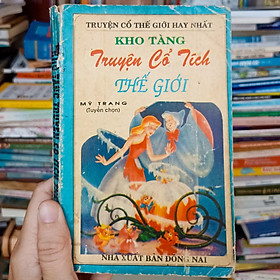 TRUYỆN CỔ THẾ GIỚI HAY NHẤT
KHO TÀNG
Truyện Cổ Tích
THẾ GIỚI
MỸ TRANG
(Tuyển chọn)
NHÀ XUẤT BẢN ĐỒNG NAI